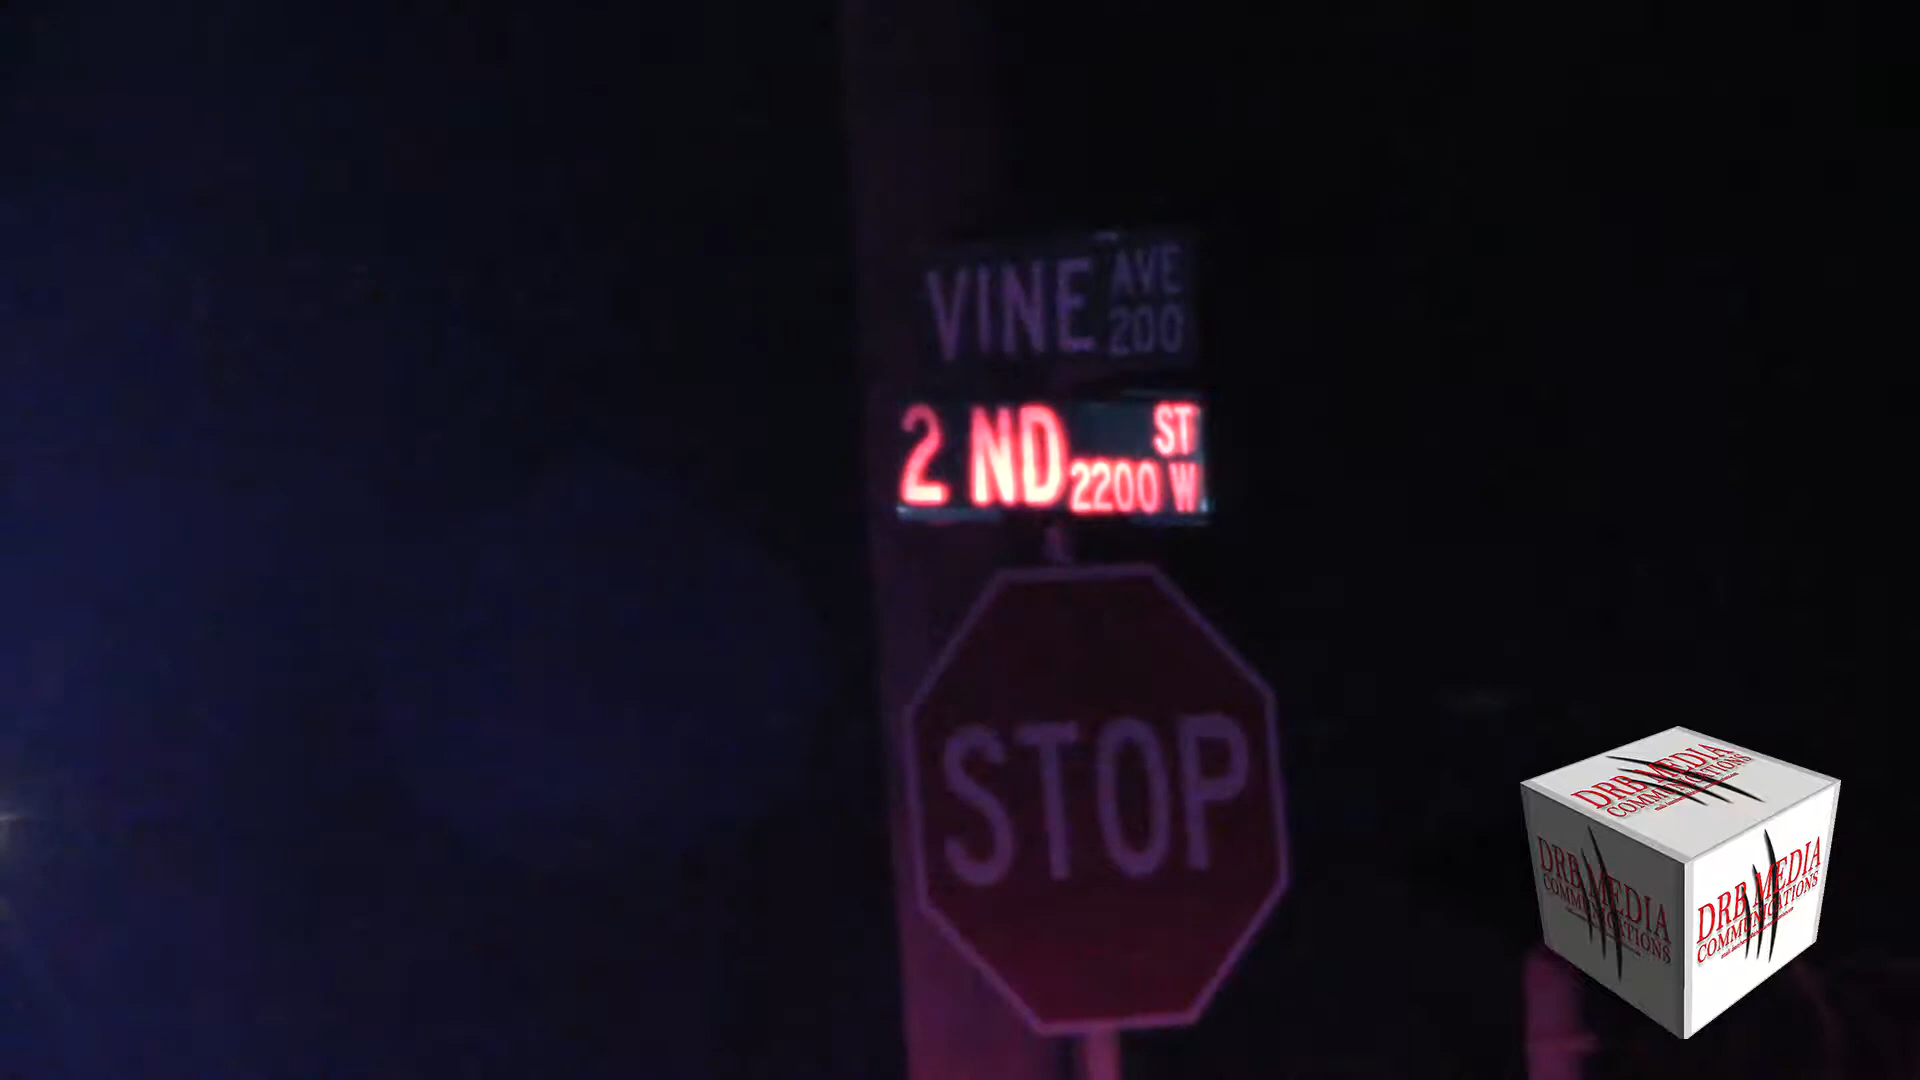 VINE AVE
200
2 ND ST
2200 W
STOP
DRB MEDIA
COMMUNICATIONS
DRB MEDIA
COMMUNICATIONS
DRB MEDIA
COMMUNICATIONS